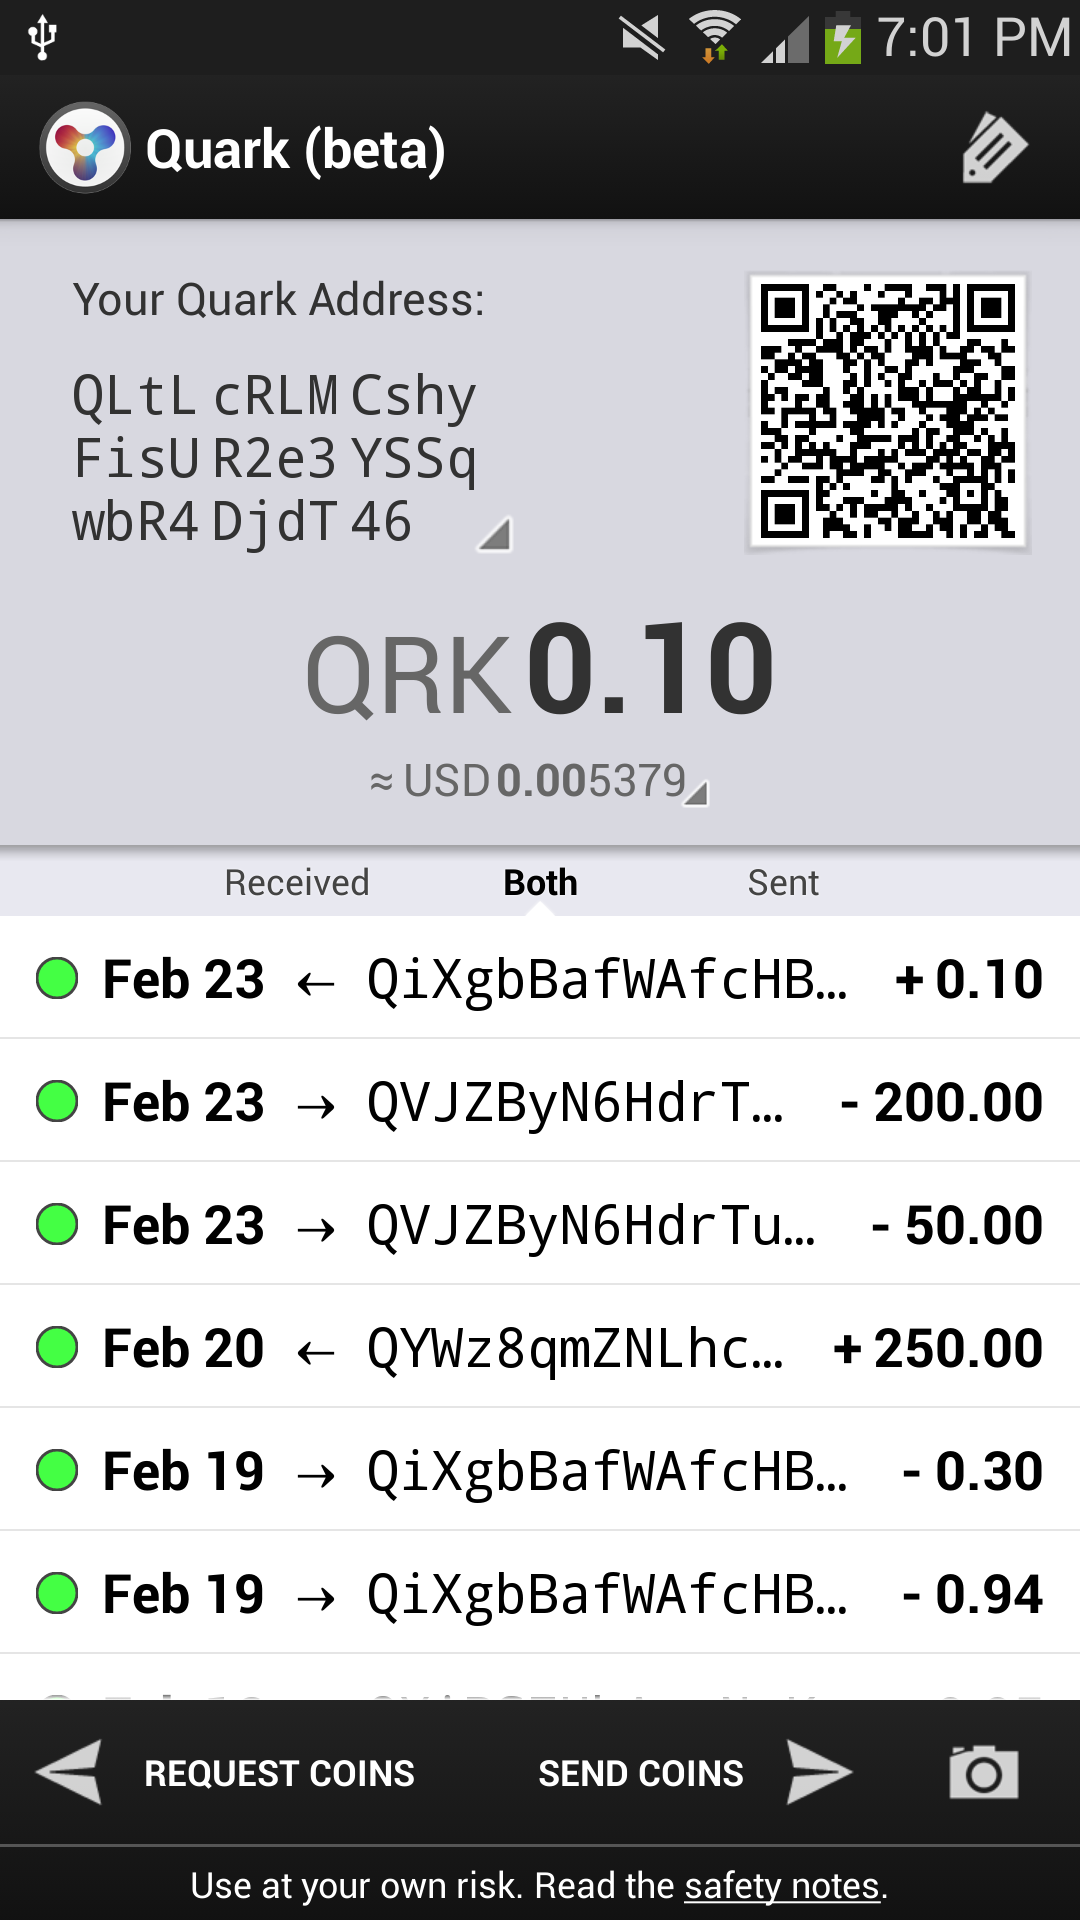 7:01 PM
Quark (beta)
Your Quark Address:
QLtL cRLM Cshy
FisU R2e3 YSSq
wbR4 DjdT 46
QRK 0.10
≈ USD 0.005379
Received Both Sent
Feb 23 ← QiXgbBafWAfcHB... + 0.10
Feb 23 → QVJZByN6HdrT... - 200.00
Feb 23 → QVJZByN6HdrTu... - 50.00
Feb 20 ← QYWz8qmZNLhc... + 250.00
Feb 19 → QiXgbBafWAfcHB... - 0.30
Feb 19 → QiXgbBafWAfcHB... - 0.94
REQUEST COINS SEND COINS
Use at your own risk. Read the safety notes.